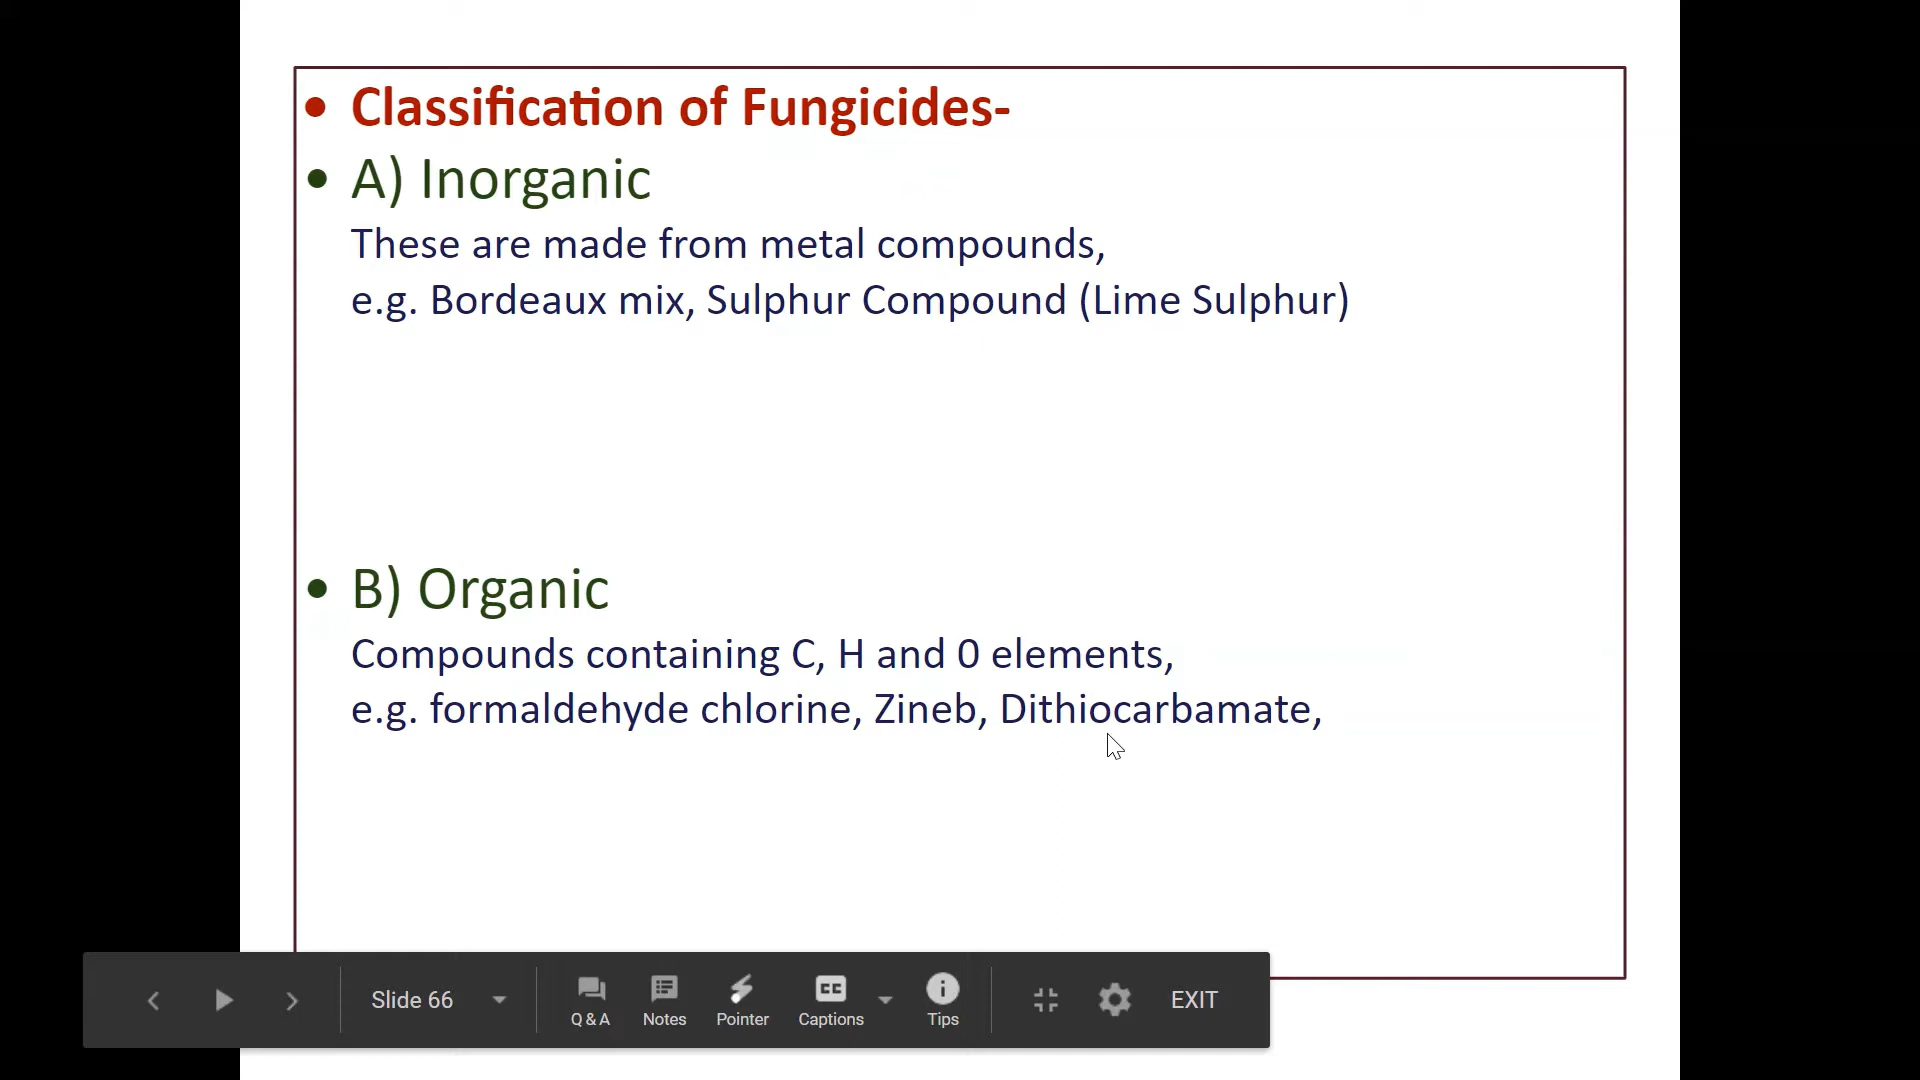 Classification of Fungicides-
A) Inorganic
These are made from metal compounds,
e.g. Bordeaux mix, Sulphur Compound (Lime Sulphur)
B) Organic
Compounds containing C, H and 0 elements,
e.g. formaldehyde chlorine, Zineb, Dithiocarbamate,
Slide 66
Q & A
Notes
Pointer
CC
Captions
Tips
EXIT